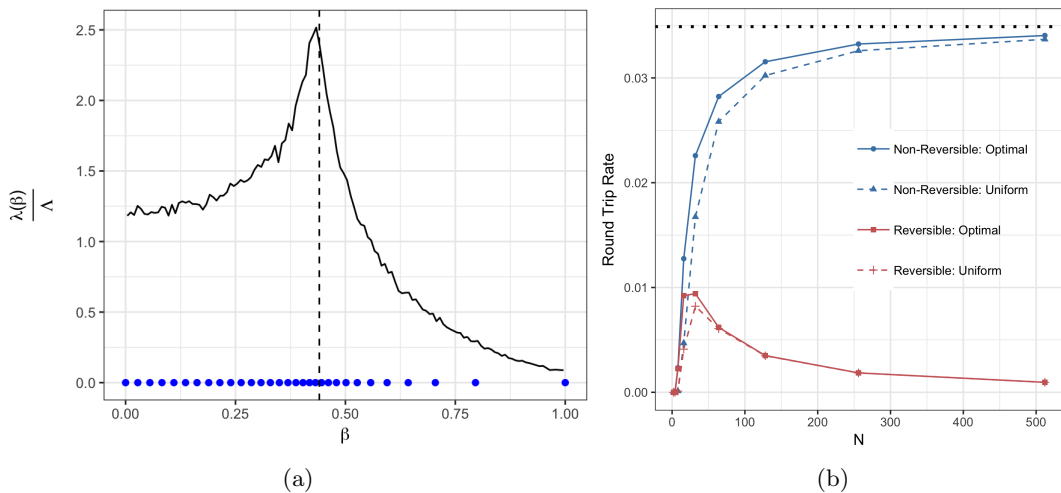 2.5
2.0
1.5
1.0
0.5
0.0
λ(β)
Λ
0.00 0.25 0.50 0.75 1.00
β
(a)
0.03
0.02
0.01
0.00
Round Trip Rate
Non-Reversible: Optimal
Non-Reversible: Uniform
Reversible: Optimal
Reversible: Uniform
0 100 200 300 400 500
N
(b)